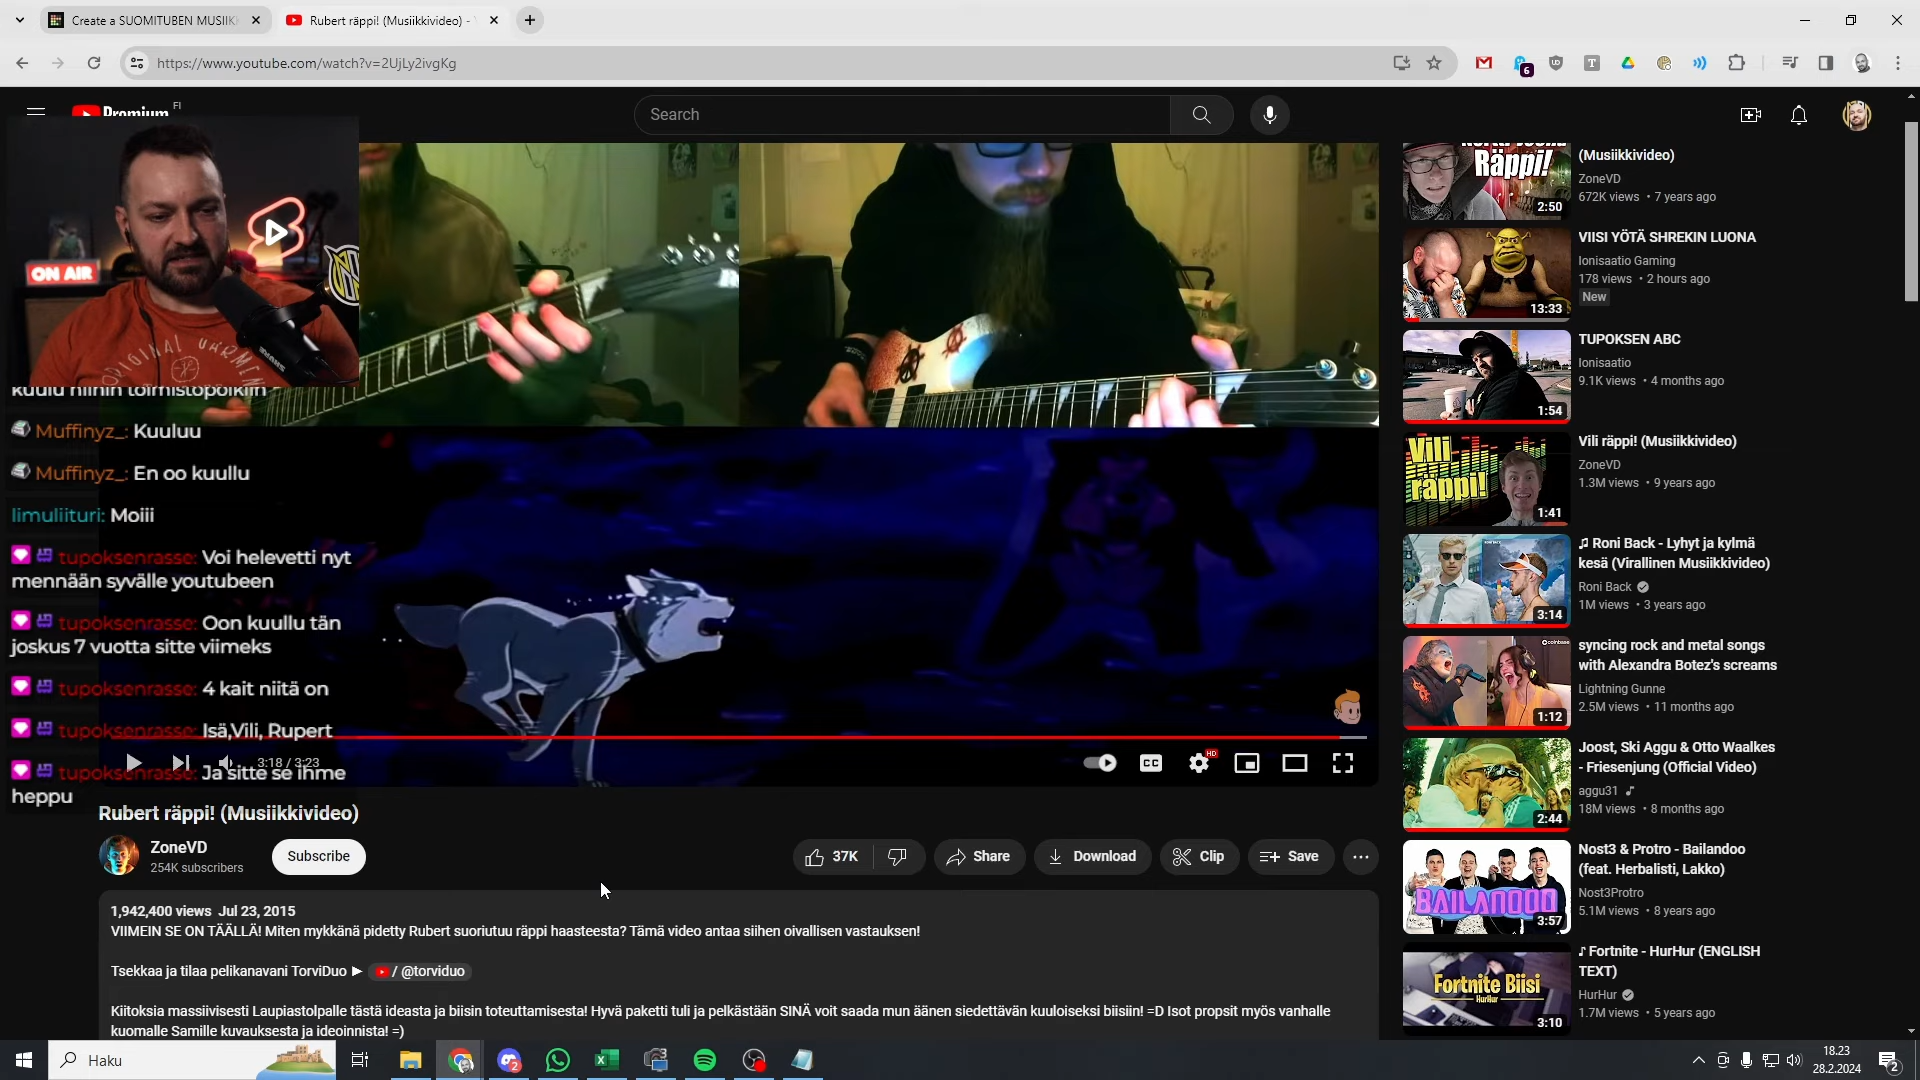 Create a SUOMITUBEN MUSIIK
Rubert räppi! (Musiikkivideo) -
https://www.youtube.com/watch?v=2UjLy2ivgKg
6
Premium
FI
Search
ON AIR
ORIGINAL VÄRMEN
kuulu niihin toimistopoikiin
Muffinyz_: Kuuluu
Muffinyz_: En oo kuullu
limuliituri: Moiii
tupoksenrasse: Voi helevetti nyt
mennään syvälle youtubeen
tupoksenrasse: Oon kuullu tän
joskus 7 vuotta sitte viimeks
tupoksenrasse: 4 kait niitä on
tupoksenrasse: Isä,Vili, Rupert
tupoksenrasse: Ja sitte se ihme
heppu
3:18 / 3:23
CC
HD
Rubert räppi! (Musiikkivideo)
ZoneVD
254K subscribers
Subscribe
37K
Share
Download
Clip
Save
1,942,400 views Jul 23, 2015
VIIMEIN SE ON TÄÄLLÄ! Miten mykkänä pidetty Rubert suoriutuu räppi haasteesta? Tämä video antaa siihen oivallisen vastauksen!
Tsekkaa ja tilaa pelikanavani TorviDuo ► / @torviduo
Kiitoksia massiivisesti Laupiastolpalle tästä ideasta ja biisin toteuttamisesta! Hyvä paketti tuli ja pelkästään SINÄ voit saada mun äänen siedettävän kuuloiseksi biisiin! =D Isot propsit myös vanhalle
kuomalle Samille kuvauksesta ja ideoinnista! =)
Räppi!
2:50
(Musiikkivideo)
ZoneVD
672K views • 7 years ago
13:33
VIISI YÖTÄ SHREKIN LUONA
Ionisaatio Gaming
178 views • 2 hours ago
New
1:54
TUPOKSEN ABC
Ionisaatio
9.1K views • 4 months ago
Vili
räppi!
1:41
Vili räppi! (Musiikkivideo)
ZoneVD
1.3M views • 9 years ago
3:14
♫ Roni Back - Lyhyt ja kylmä
kesä (Virallinen Musiikkivideo)
Roni Back
1M views • 3 years ago
coinbase
1:12
syncing rock and metal songs
with Alexandra Botez's screams
Lightning Gunne
2.5M views • 11 months ago
2:44
Joost, Ski Aggu & Otto Waalkes
- Friesenjung (Official Video)
aggu31 ♪
18M views • 8 months ago
BAILANDOO
3:57
Nost3 & Protro - Bailandoo
(feat. Herbalisti, Lakko)
Nost3Protro
5.1M views • 8 years ago
Fortnite Biisi
HurHur
3:10
♪ Fortnite - HurHur (ENGLISH
TEXT)
HurHur
1.7M views • 5 years ago
Haku
2
18.23
28.2.2024
2